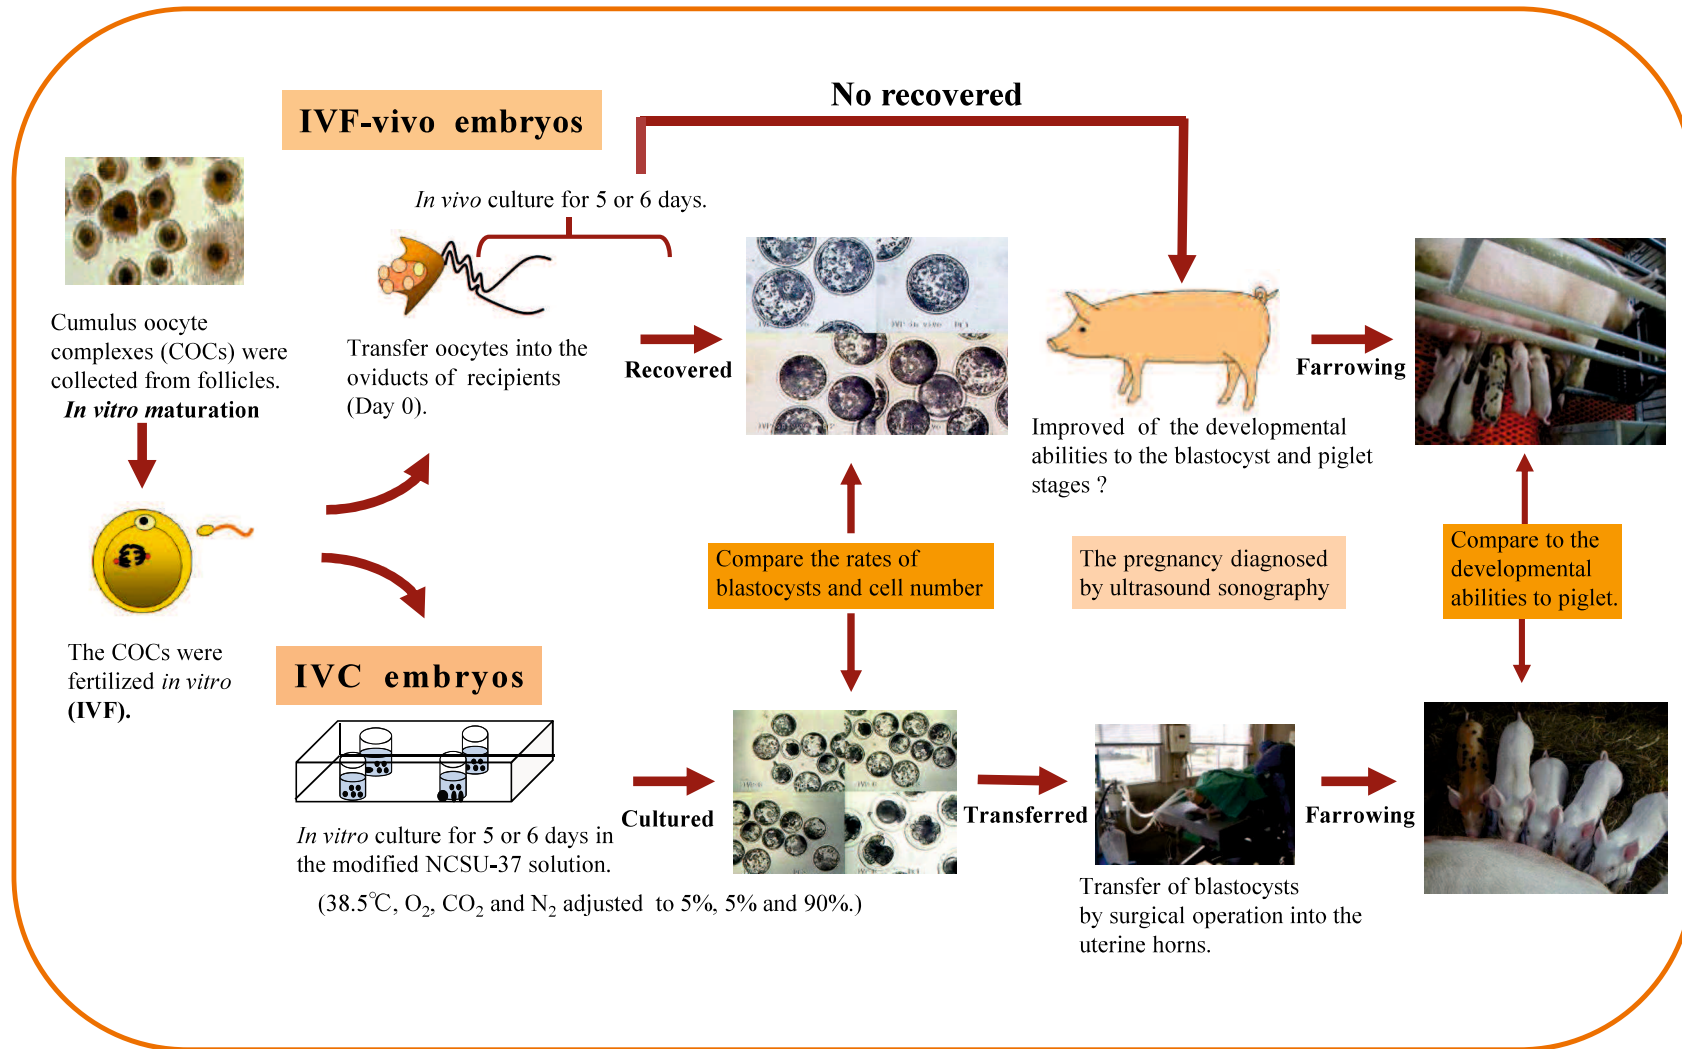 No recovered
IVF-vivo embryos
In vivo culture for 5 or 6 days.
Cumulus oocyte
complexes (COCs) were
collected from follicles.
In vitro maturation
Transfer oocytes into the
oviducts of recipients
(Day 0).
Recovered
Farrowing
Improved of the developmental
abilities to the blastocyst and piglet
stages ?
Compare the rates of
blastocysts and cell number
The pregnancy diagnosed
by ultrasound sonography
Compare to the
developmental
abilities to piglet.
The COCs were
fertilized in vitro
(IVF).
IVC embryos
Cultured
Transferred
Farrowing
In vitro culture for 5 or 6 days in
the modified NCSU-37 solution.
(38.5℃, O₂, CO₂ and N₂ adjusted to 5%, 5% and 90%.)
Transfer of blastocysts
by surgical operation into the
uterine horns.